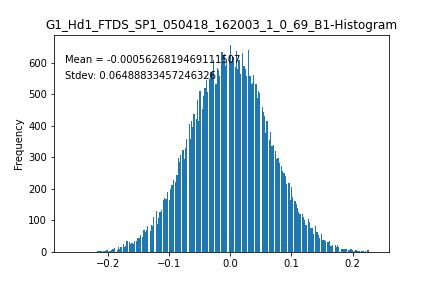 G1_Hd1_FTDS_SP1_050418_162003_1_0_69_B1-Histogram
Mean = -0.0005626819469111507
Stdev: 0.06488833457246326
Frequency
600
500
400
300
200
100
0
−0.2 −0.1 0.0 0.1 0.2